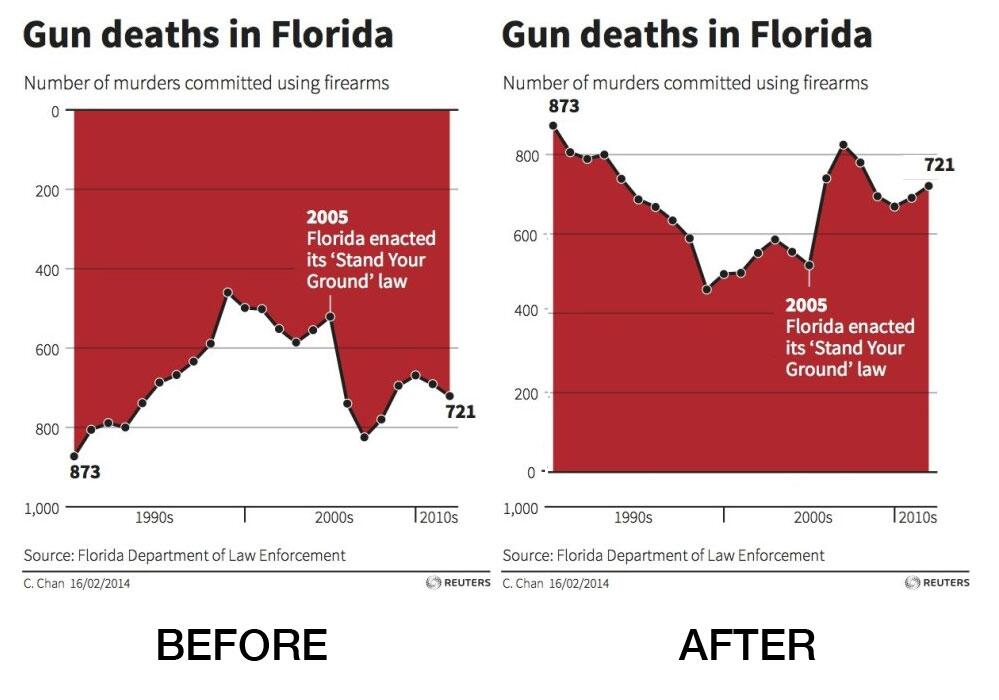 Gun deaths in Florida
Number of murders committed using firearms
0
200
400
600
800
1,000
2005
Florida enacted
its ‘Stand Your
Ground’ law
873
721
1990s
2000s
2010s
Source: Florida Department of Law Enforcement
C. Chan 16/02/2014
REUTERS
BEFORE
Gun deaths in Florida
Number of murders committed using firearms
873
721
800
600
400
200
0
1,000
2005
Florida enacted
its ‘Stand Your
Ground’ law
1990s
2000s
2010s
Source: Florida Department of Law Enforcement
C. Chan 16/02/2014
REUTERS
AFTER